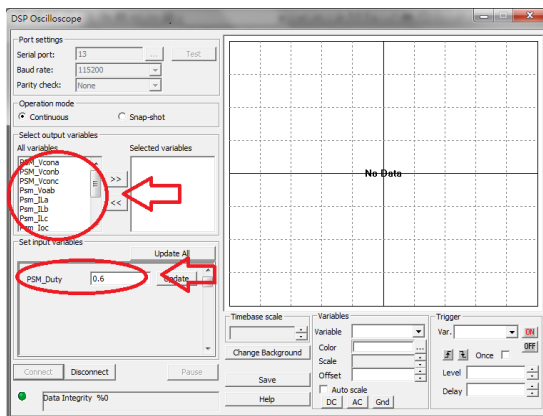 DSP Oscilloscope
Port settings
Serial port: 13 ... Test
Baud rate: 115200
Parity check: None
Operation mode
Continuous Snap-shot
Select output variables
All variables Selected variables
PSM_Vcona
PSM_Vconb
PSM_Vconc
Psm_Voab
Psm_ILa
Psm_ILb
Psm_ILc
Psm_Ioc
>>
<<
No Data
Set input variables
Update All
PSM_Duty 0.6 Update
Connect Disconnect Pause
Data Integrity %0
Timebase scale
Change Background
Save
Help
Variables
Variable
Color ...
Scale
Offset
Auto scale
DC AC Gnd
Trigger
Var. ON
OFF
Once
Level
Delay